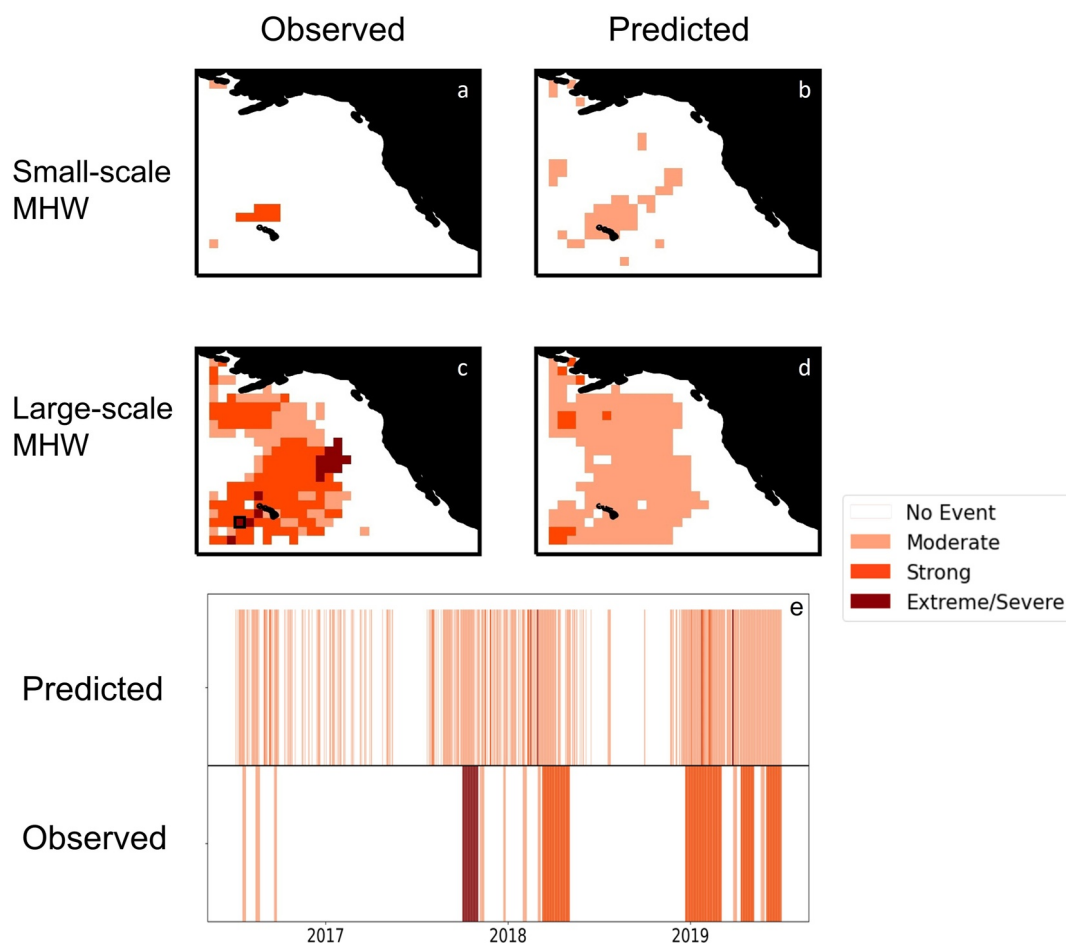 Observed
Predicted
a
b
Small-scale
MHW
c
d
Large-scale
MHW
No Event
Moderate
Strong
Extreme/Severe
e
Predicted
Observed
2017
2018
2019